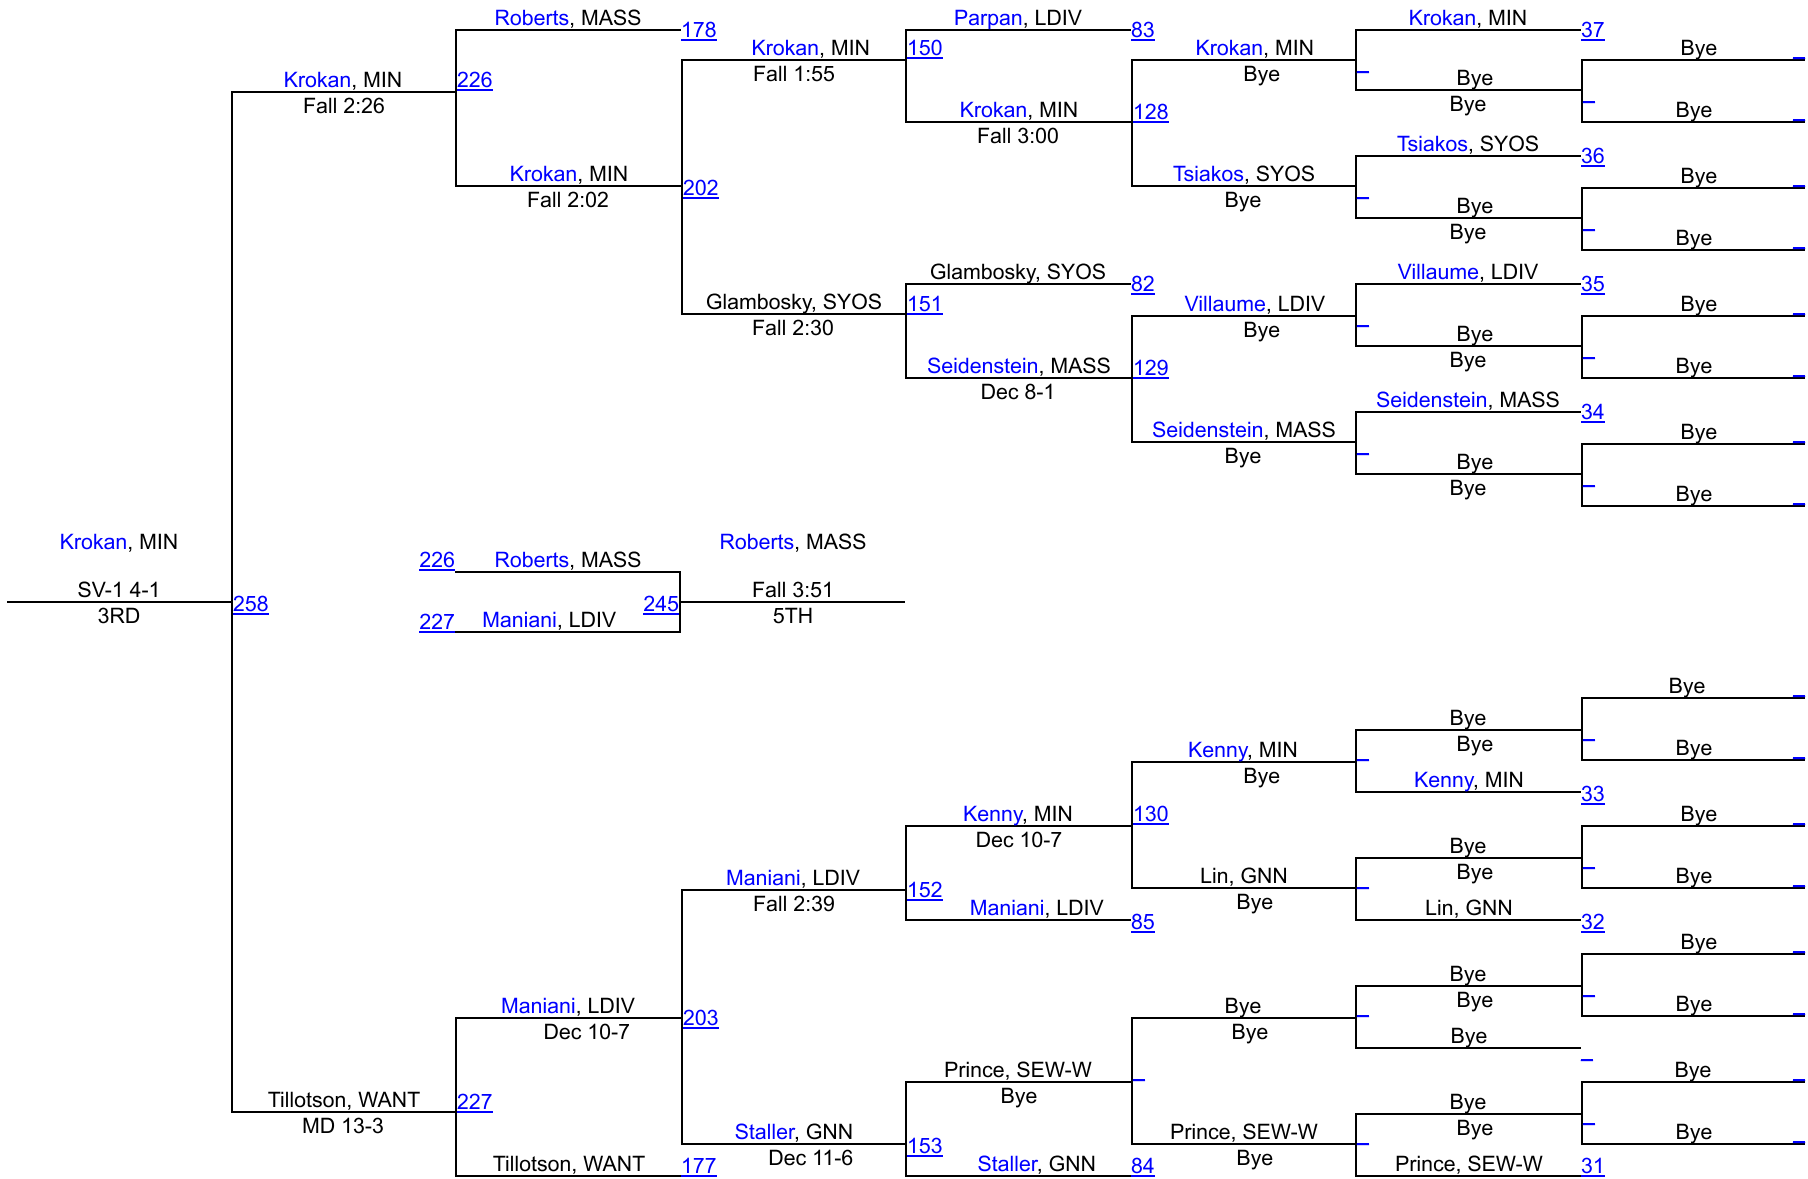 Roberts, MASS
178
Krokan, MIN
Fall 2:26
226
Krokan, MIN
Fall 2:02
202
Krokan, MIN
Fall 1:55
150
Parpan, LDIV
83
Krokan, MIN
Fall 3:00
128
Krokan, MIN
Bye
Krokan, MIN
37
Bye
Bye
Bye
Bye
Tsiakos, SYOS
Bye
Tsiakos, SYOS
36
Bye
Bye
Bye
Bye
Glambosky, SYOS
Fall 2:30
151
Glambosky, SYOS
82
Seidenstein, MASS
Dec 8-1
129
Villaume, LDIV
Bye
Villaume, LDIV
35
Bye
Bye
Bye
Bye
Seidenstein, MASS
Bye
Seidenstein, MASS
34
Bye
Bye
Bye
Bye
Krokan, MIN
SV-1 4-1
3RD
258
226
Roberts, MASS
227
Maniani, LDIV
245
Roberts, MASS
Fall 3:51
5TH
Tillotson, WANT
MD 13-3
227
Maniani, LDIV
Dec 10-7
203
Maniani, LDIV
Fall 2:39
152
Kenny, MIN
Dec 10-7
130
Kenny, MIN
Bye
Bye
Bye
Bye
Bye
Kenny, MIN
33
Lin, GNN
Bye
Bye
Bye
Bye
Bye
Lin, GNN
32
Maniani, LDIV
85
Staller, GNN
Dec 11-6
153
Prince, SEW-W
Bye
Bye
Bye
Bye
Bye
Bye
Bye
Bye
Prince, SEW-W
Bye
Bye
Bye
Bye
Bye
Prince, SEW-W
31
Staller, GNN
84
Tillotson, WANT
177